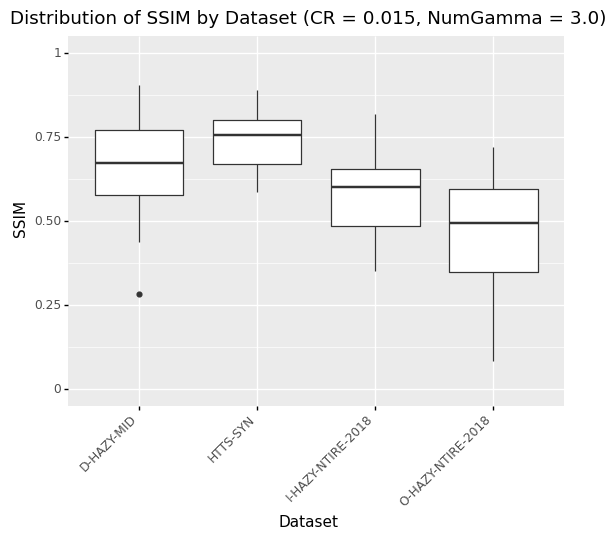 Distribution of SSIM by Dataset (CR = 0.015, NumGamma = 3.0)
1
0.75
0.50
0.25
0
SSIM
D-HAZY-MID
HTTS-SYN
I-HAZY-NTIRE-2018
O-HAZY-NTIRE-2018
Dataset